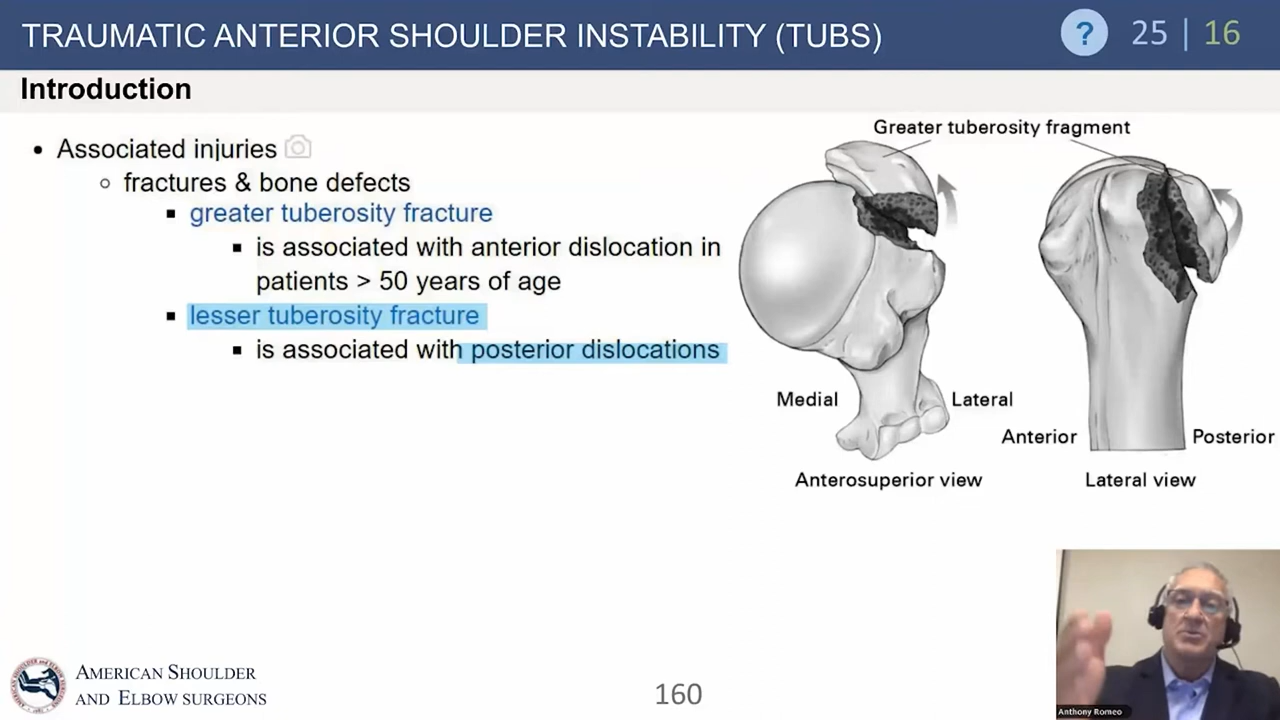 TRAUMATIC ANTERIOR SHOULDER INSTABILITY (TUBS)
? 25 | 16
Introduction
• Associated injuries
fractures & bone defects
greater tuberosity fracture
is associated with anterior dislocation in
patients > 50 years of age
lesser tuberosity fracture
is associated with posterior dislocations
Greater tuberosity fragment
Medial
Lateral
Anterosuperior view
Anterior
Posterior
Lateral view
AMERICAN SHOULDER
AND ELBOW SURGEONS
160
Anthony Romeo